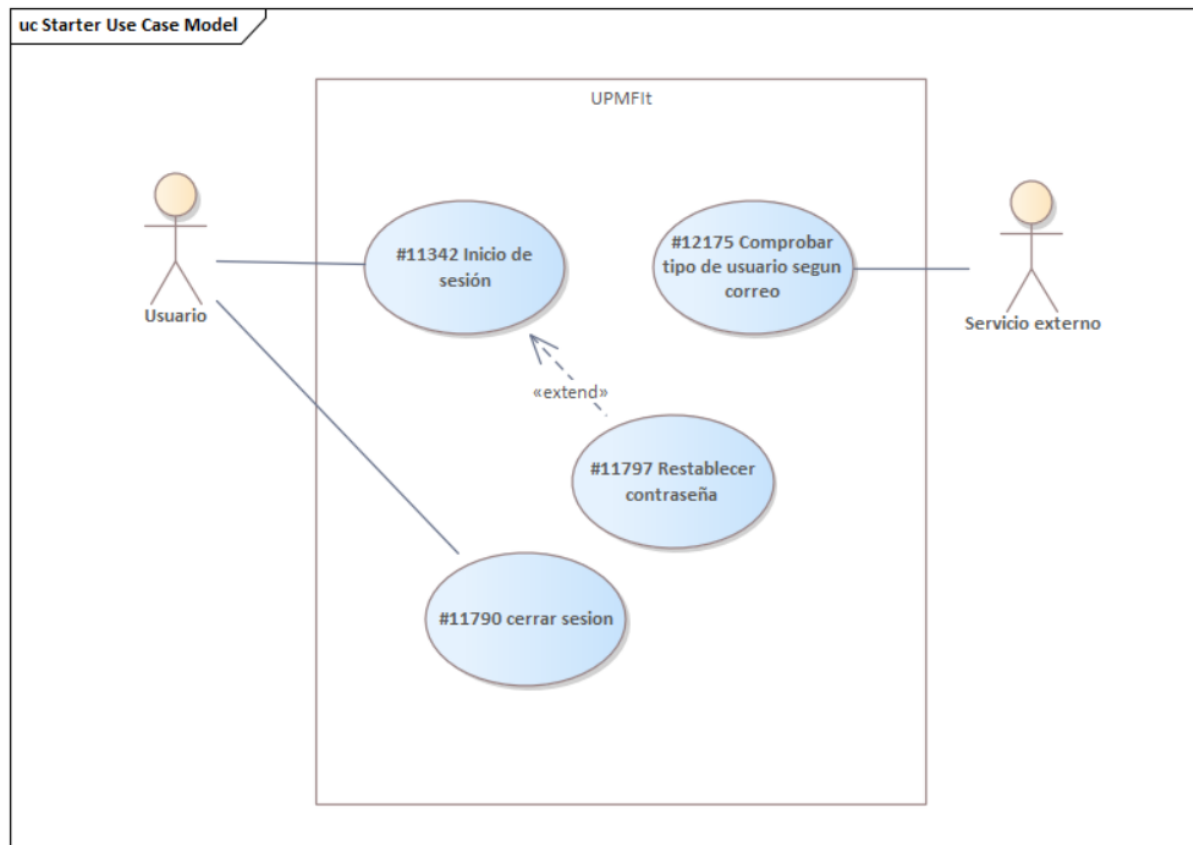 uc Starter Use Case Model
UPMFIt
#11342 Inicio de
sesión
#12175 Comprobar
tipo de usuario segun
correo
Usuario
Servicio externo
«extend»
#11797 Restablecer
contraseña
#11790 cerrar sesion